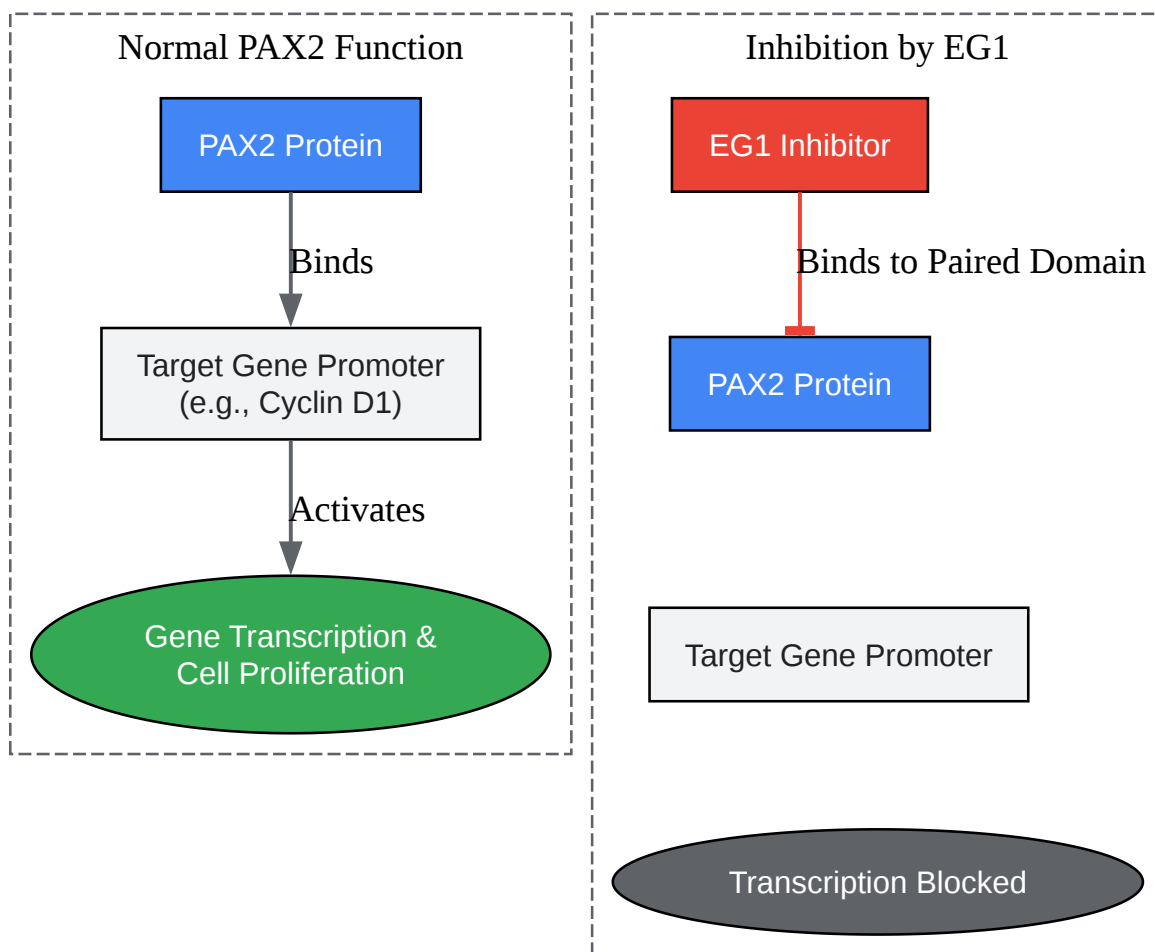 Normal PAX2 Function
PAX2 Protein
Binds
Target Gene Promoter
(e.g., Cyclin D1)
Activates
Gene Transcription &
Cell Proliferation
Inhibition by EG1
EG1 Inhibitor
Binds to Paired Domain
PAX2 Protein
Target Gene Promoter
Transcription Blocked